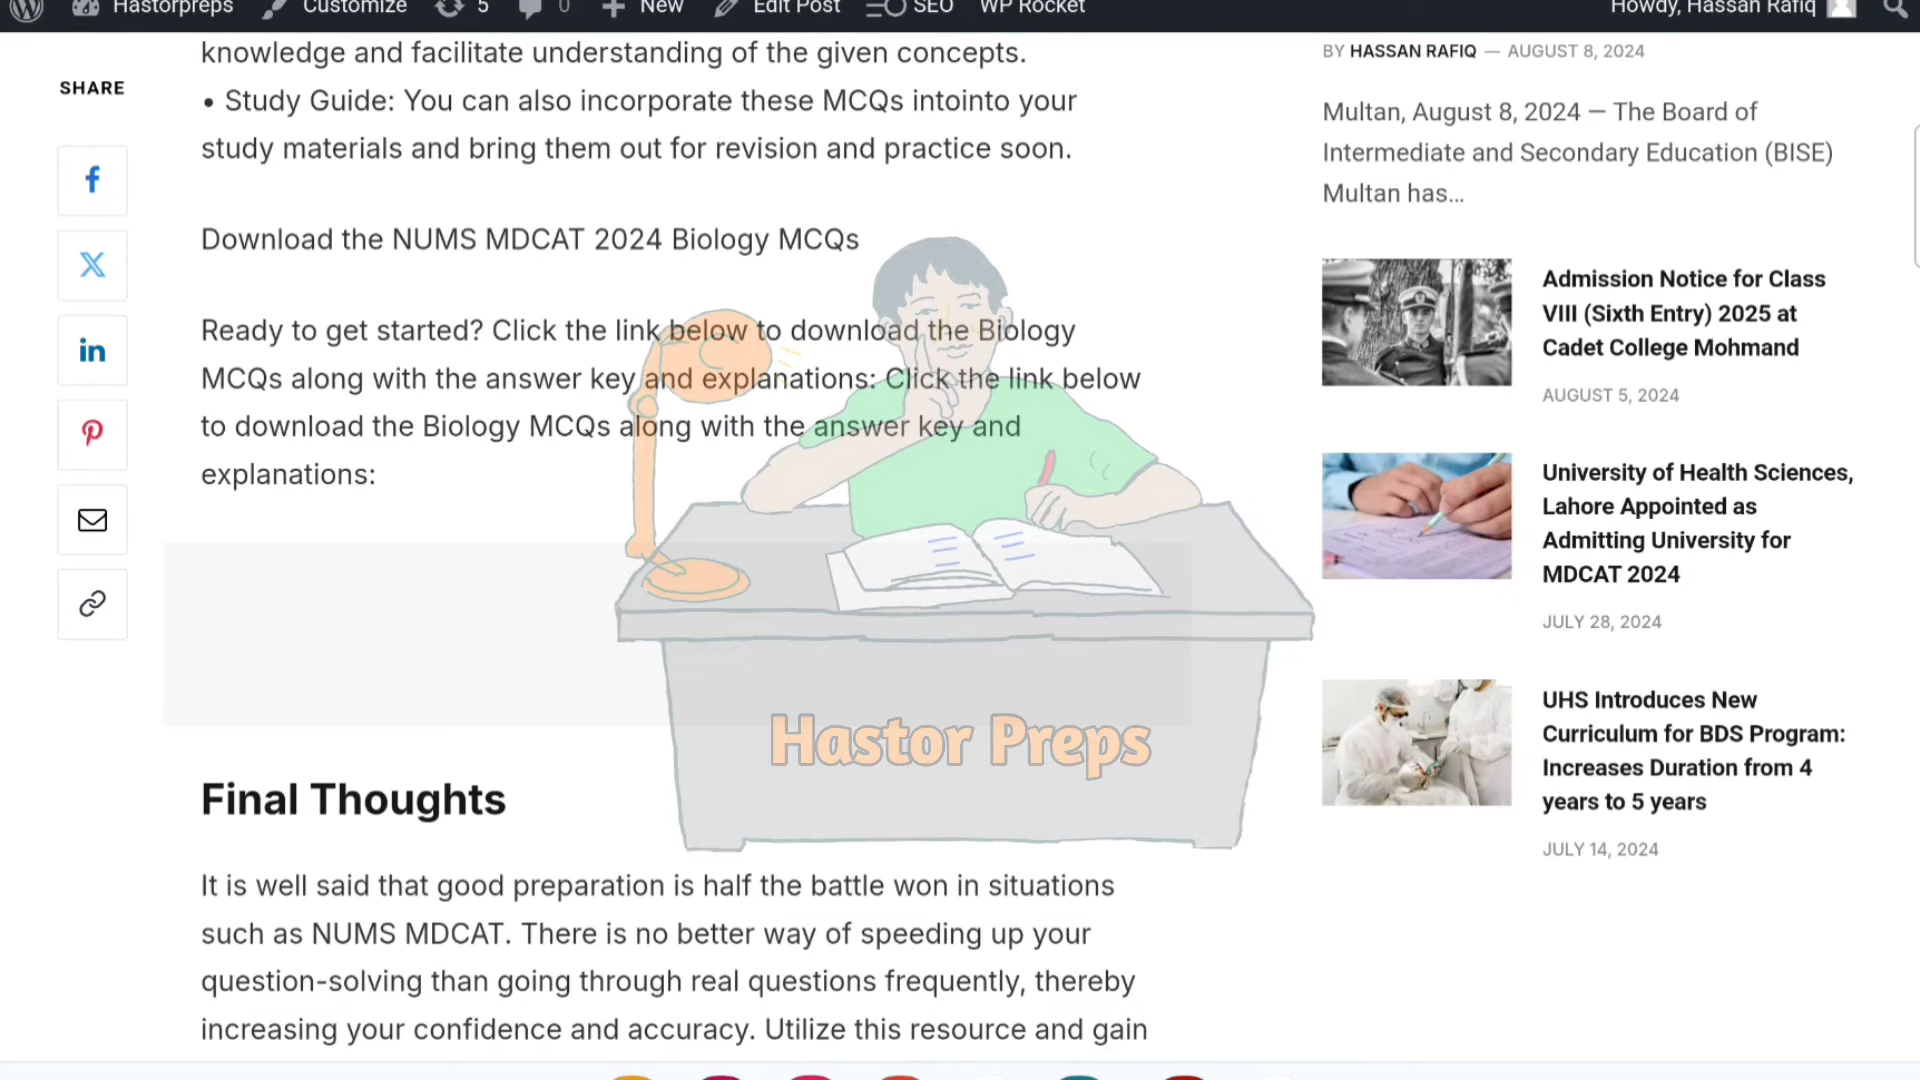 Hastorpreps Customize 5 0 New Edit Post SEO WP Rocket Howdy, Hassan Rafiq
SHARE
knowledge and facilitate understanding of the given concepts.
• Study Guide: You can also incorporate these MCQs intointo your
study materials and bring them out for revision and practice soon.
Download the NUMS MDCAT 2024 Biology MCQs
Ready to get started? Click the link below to download the Biology
MCQs along with the answer key and explanations: Click the link below
to download the Biology MCQs along with the answer key and
explanations:
Hastor Preps
Final Thoughts
It is well said that good preparation is half the battle won in situations
such as NUMS MDCAT. There is no better way of speeding up your
question-solving than going through real questions frequently, thereby
increasing your confidence and accuracy. Utilize this resource and gain
BY HASSAN RAFIQ — AUGUST 8, 2024
Multan, August 8, 2024 — The Board of
Intermediate and Secondary Education (BISE)
Multan has...
Admission Notice for Class
VIII (Sixth Entry) 2025 at
Cadet College Mohmand
AUGUST 5, 2024
University of Health Sciences,
Lahore Appointed as
Admitting University for
MDCAT 2024
JULY 28, 2024
UHS Introduces New
Curriculum for BDS Program:
Increases Duration from 4
years to 5 years
JULY 14, 2024